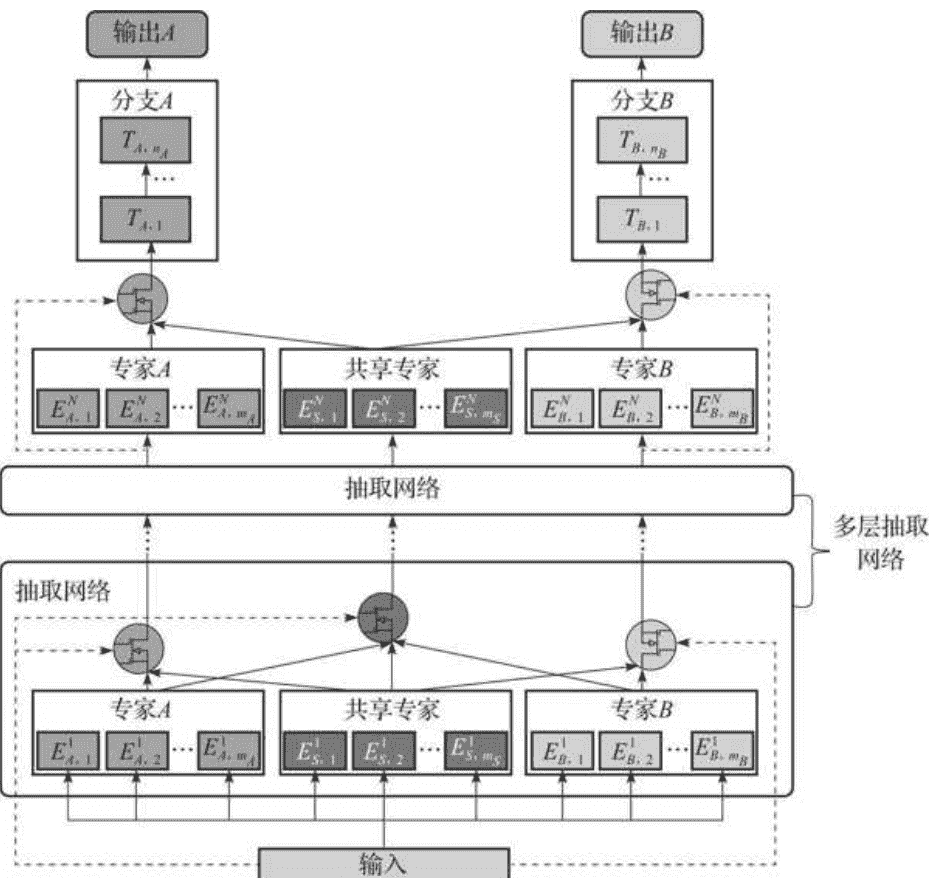 输出A 输出B
分支A 分支B
T_{A, n_A} T_{B, n_B}
... ...
T_{A, 1} T_{B, 1}
专家A 共享专家 专家B
E^N_{A, 1} E^N_{A, 2} ... E^N_{A, m_A} E^N_{S, 1} E^N_{S, 2} ... E^N_{S, m_S} E^N_{B, 1} E^N_{B, 2} ... E^N_{B, m_B}
抽取网络
多层抽取
网络
... ... ...
抽取网络
专家A 共享专家 专家B
E^1_{A, 1} E^1_{A, 2} ... E^1_{A, m_A} E^1_{S, 1} E^1_{S, 2} ... E^1_{S, m_S} E^1_{B, 1} E^1_{B, 2} ... E^1_{B, m_B}
输入